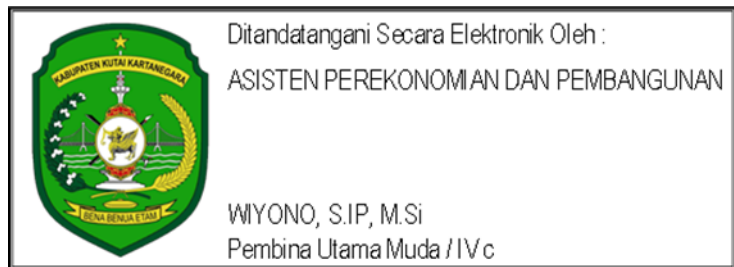 KABUPATEN KUTAI KARTANEGARA
BENA BENUA ETAM
Ditandatangani Secara Elektronik Oleh :
ASISTEN PEREKONOMIAN DAN PEMBANGUNAN
WIYONO, S.IP, M.Si
Pembina Utama Muda / IV c